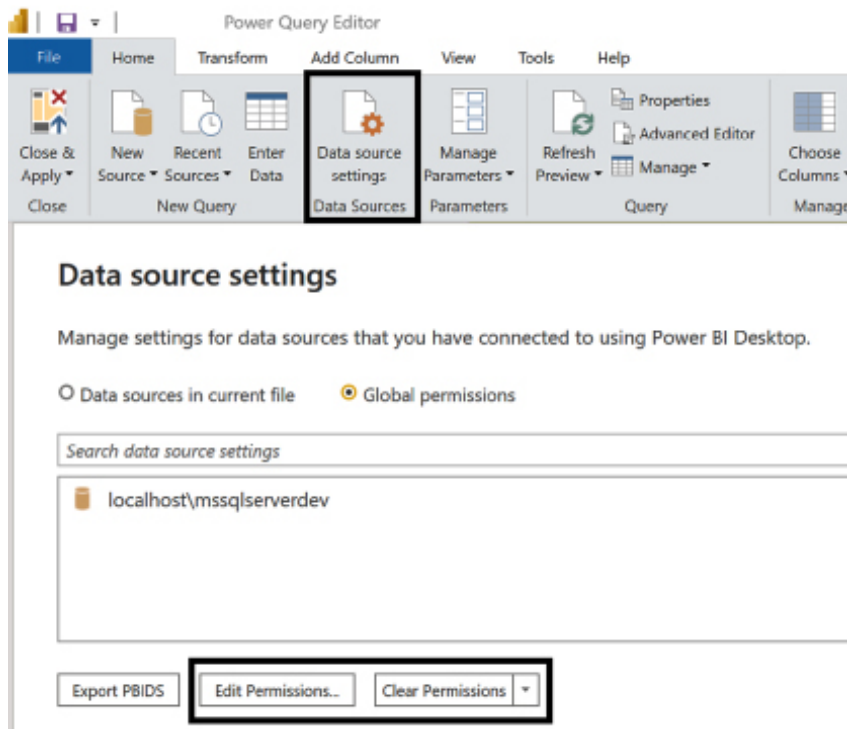 Power Query Editor
File Home Transform Add Column View Tools Help
Close & Apply
New Source
Recent Sources
Enter Data
Data source settings
Manage Parameters
Refresh Preview
Properties
Advanced Editor
Manage
Choose Columns
Close
New Query
Data Sources
Parameters
Query
Manage
Data source settings
Manage settings for data sources that you have connected to using Power BI Desktop.
Data sources in current file Global permissions
Search data source settings
localhost\mssqlserverdev
Export PBIDS Edit Permissions... Clear Permissions